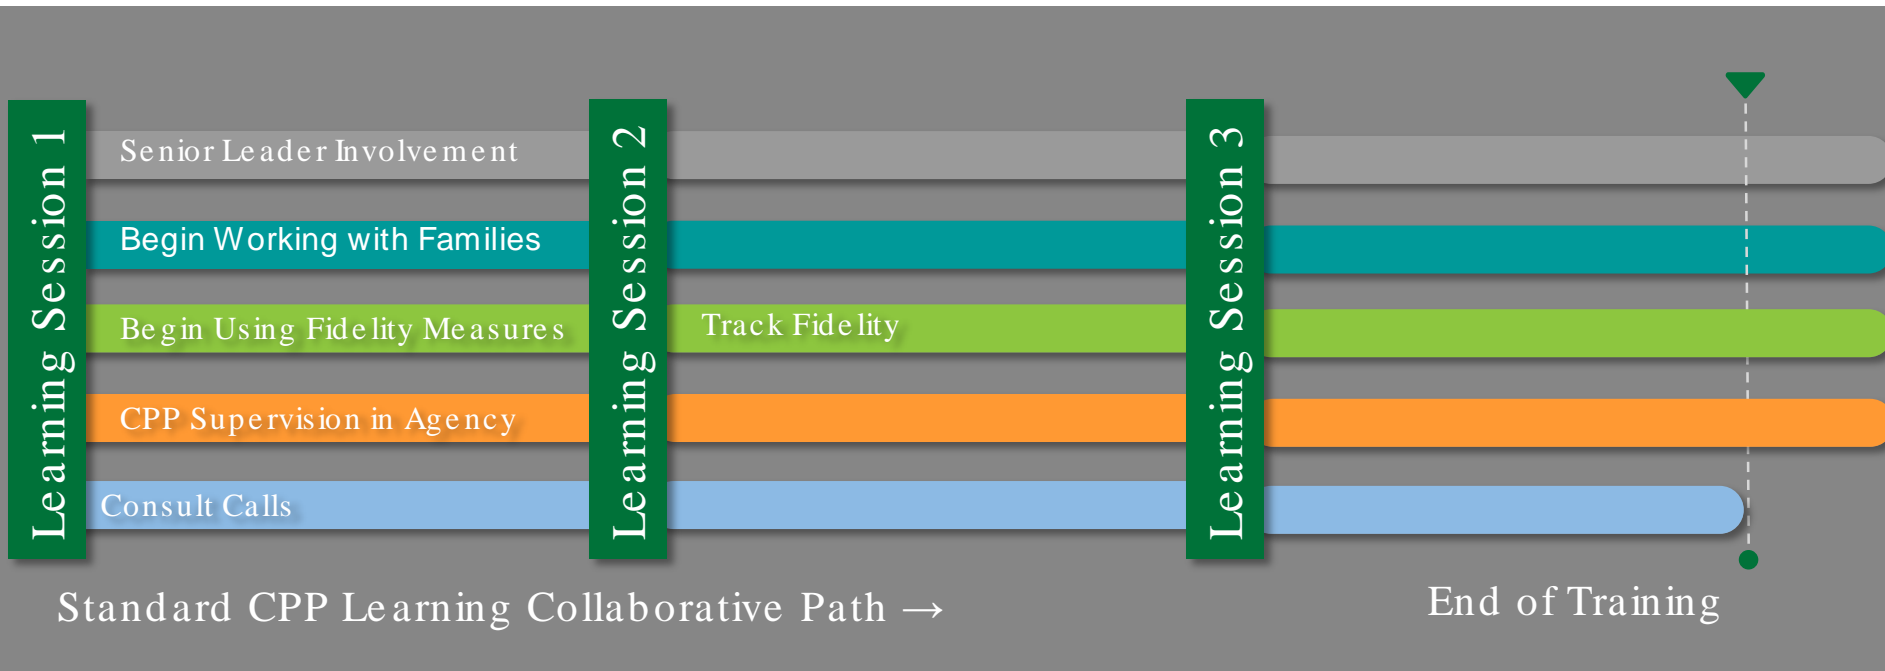 Learning Session 1
Senior Leader Involvement
Begin Working with Families
Begin Using Fidelity Measures
CPP Supervision in Agency
Consult Calls
Learning Session 2
Track Fidelity
Learning Session 3
Standard CPP Learning Collaborative Path →
End of Training